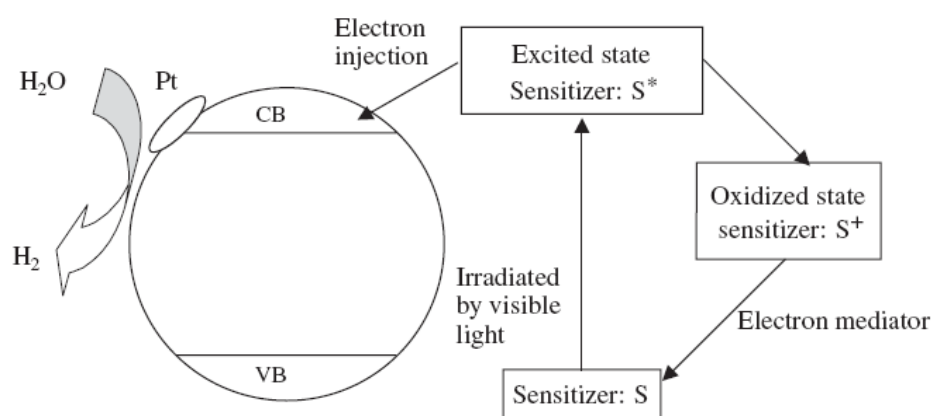 Electron
injection
Excited state
Sensitizer: S*
H₂O
Pt
CB
Oxidized state
sensitizer: S⁺
H₂
Irradiated
by visible
light
Electron mediator
VB
Sensitizer: S